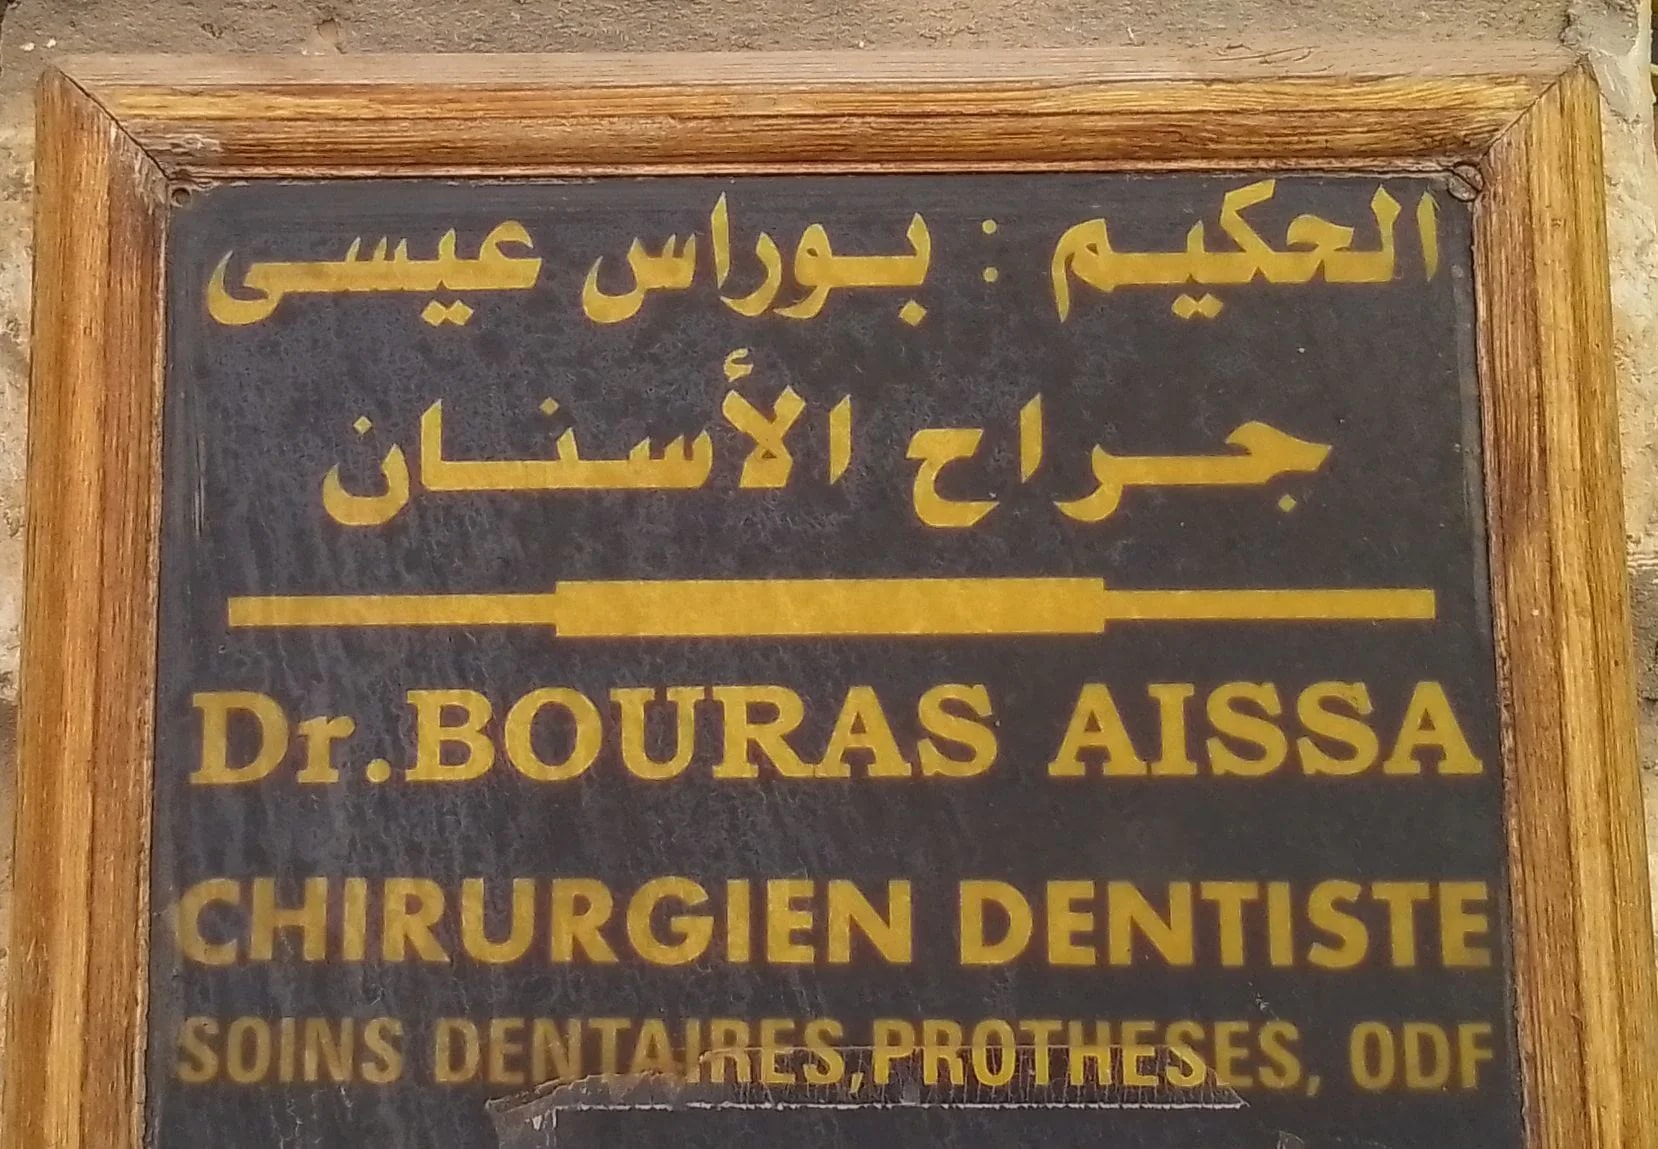 الحكيم : بوراس عيسى
جراح الأسنان
Dr.BOURAS AISSA
CHIRURGIEN DENTISTE
SOINS DENTAIRES,PROTHESES, ODF